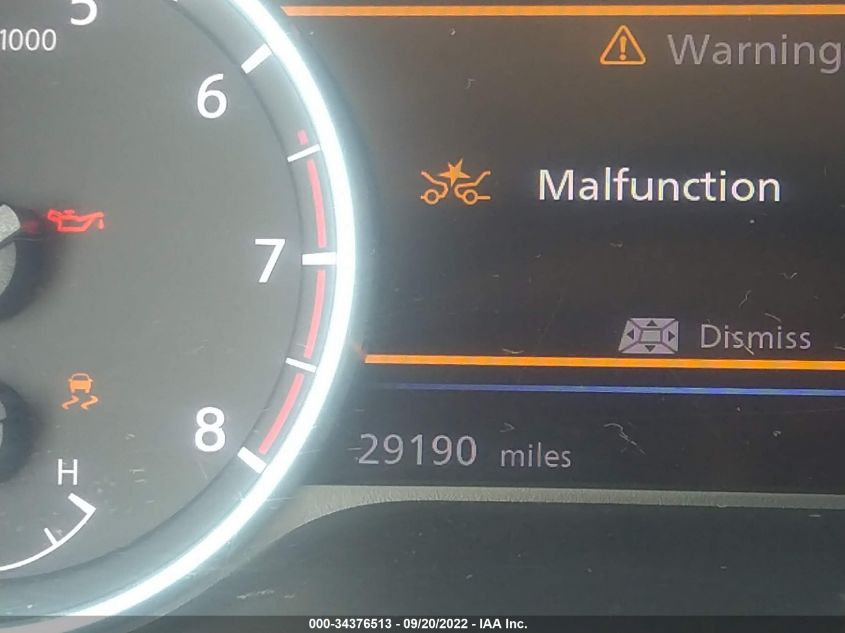 5
1000
6
7
8
H
Warning
Malfunction
Dismiss
29190 miles
000-34376513 - 09/20/2022 - IAA Inc.